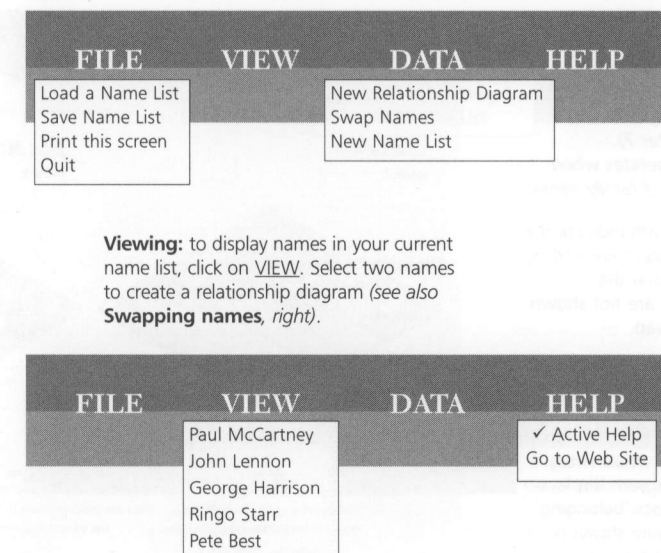 FILE VIEW DATA HELP
Load a Name List
Save Name List
Print this screen
Quit
New Relationship Diagram
Swap Names
New Name List
Viewing: to display names in your current
name list, click on VIEW. Select two names
to create a relationship diagram (see also
Swapping names, right).
FILE VIEW DATA HELP
Paul McCartney
John Lennon
George Harrison
Ringo Starr
Pete Best
✓ Active Help
Go to Web Site